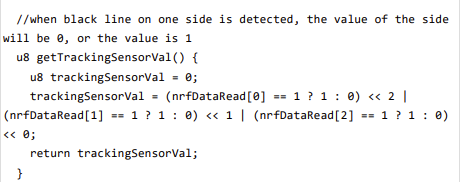 //when black line on one side is detected, the value of the side
will be 0, or the value is 1
u8 getTrackingSensorVal() {
u8 trackingSensorVal = 0;
trackingSensorVal = (nrfDataRead[0] == 1 ? 1 : 0) << 2 |
(nrfDataRead[1] == 1 ? 1 : 0) << 1 | (nrfDataRead[2] == 1 ? 1 : 0)
<< 0;
return trackingSensorVal;
}